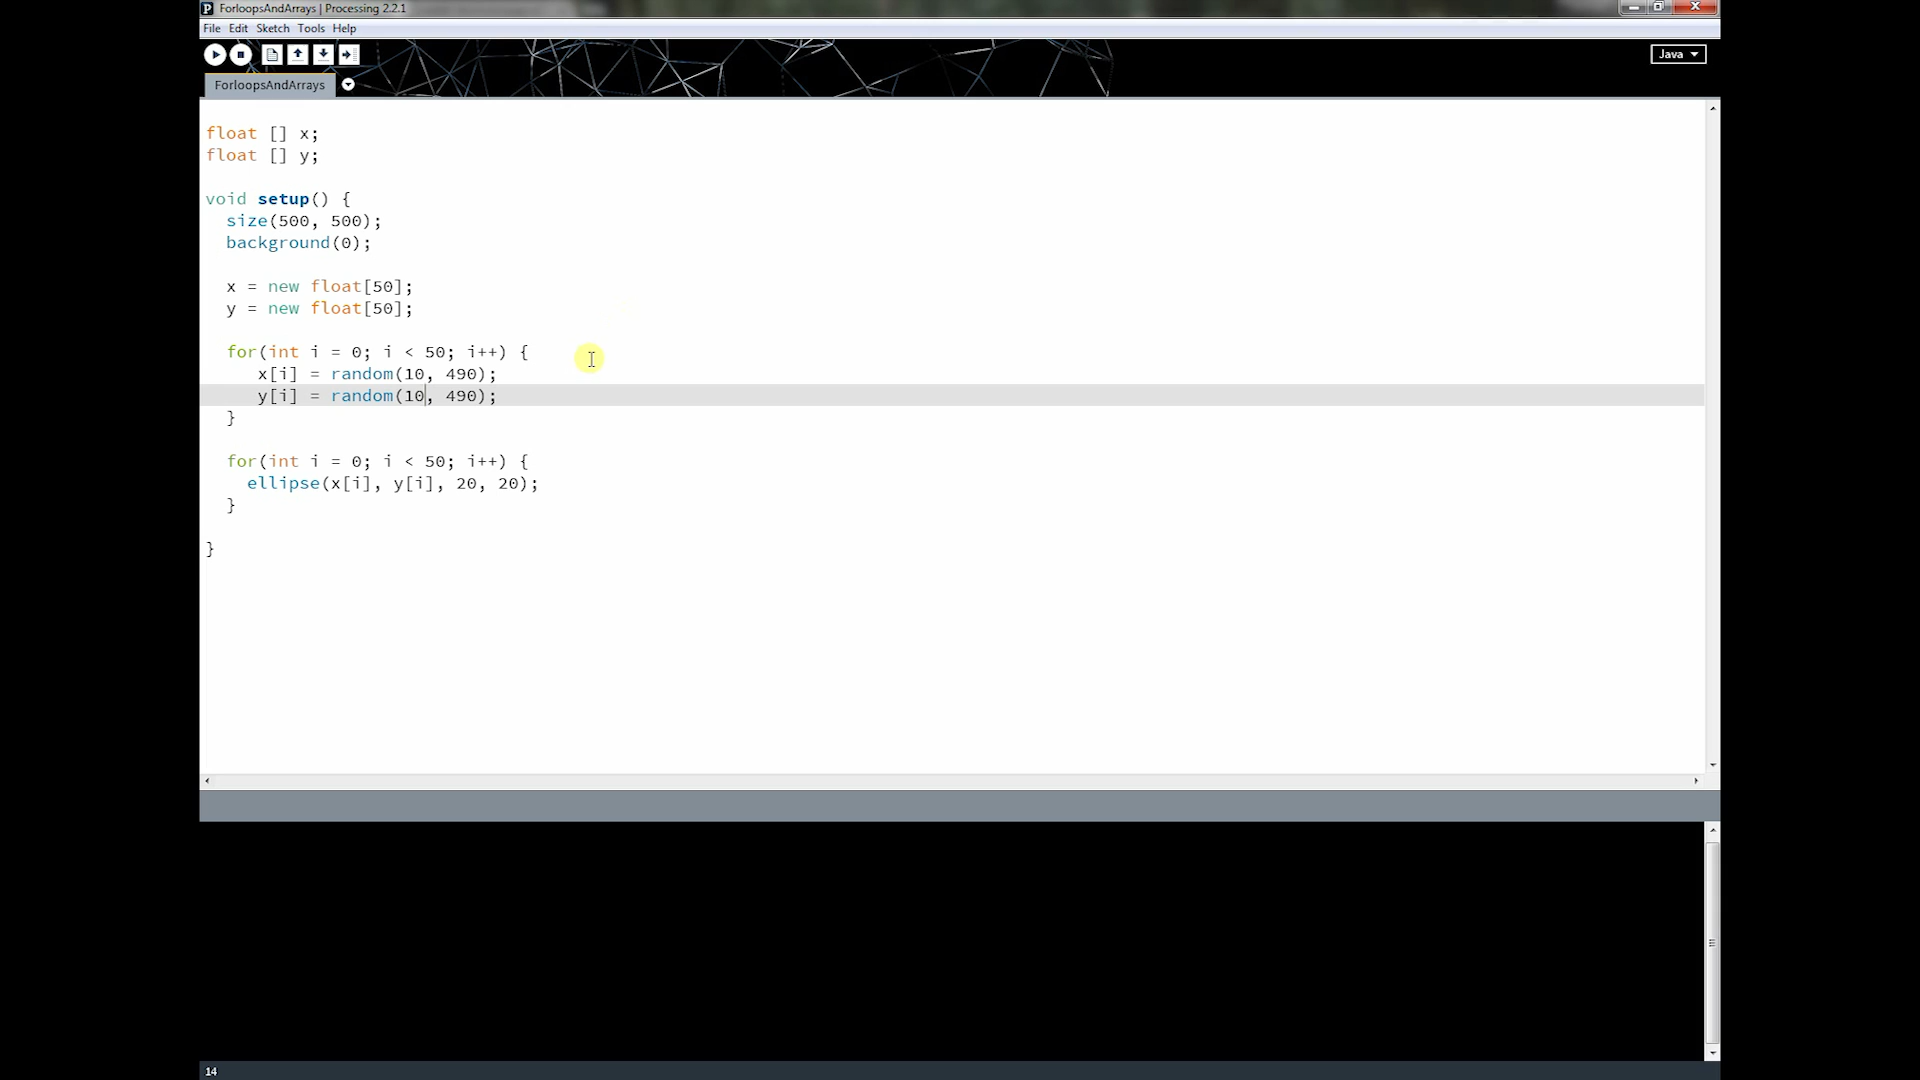 ForloopsAndArrays | Processing 2.2.1
File Edit Sketch Tools Help
Java
ForloopsAndArrays
float [] x;
float [] y;
void setup() {
size(500, 500);
background(0);
x = new float[50];
y = new float[50];
for(int i = 0; i < 50; i++) {
x[i] = random(10, 490);
y[i] = random(10, 490);
}
for(int i = 0; i < 50; i++) {
ellipse(x[i], y[i], 20, 20);
}
}
14